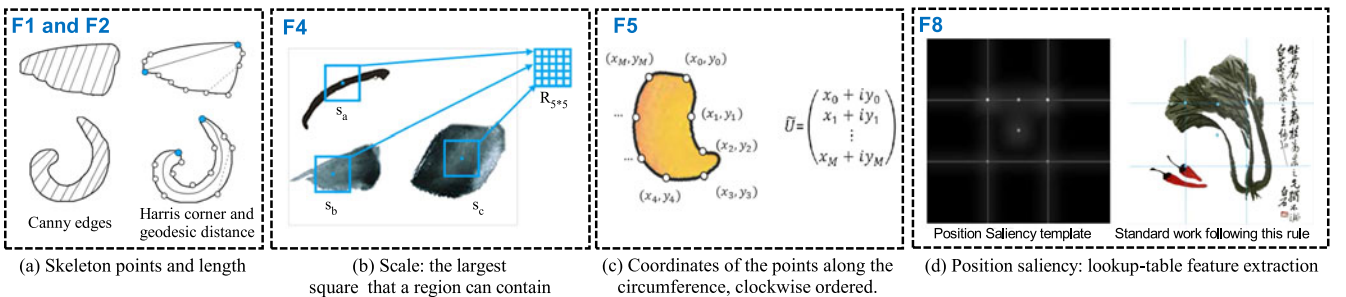 F1 and F2
Canny edges
Harris corner and
geodesic distance
(a) Skeleton points and length
F4
s_a
s_b
s_c
R_5*5
(b) Scale: the largest
square that a region can contain
F5
(x_M, y_M)
(x_0, y_0)
...
(x_1, y_1)
(x_2, y_2)
...
(x_4, y_4)
(x_3, y_3)
Ũ=
x_0 + iy_0
x_1 + iy_1
⋮
x_M + iy_M
(c) Coordinates of the points along the
circumference, clockwise ordered.
F8
Position Saliency template
Standard work following this rule
(d) Position saliency: lookup-table feature extraction